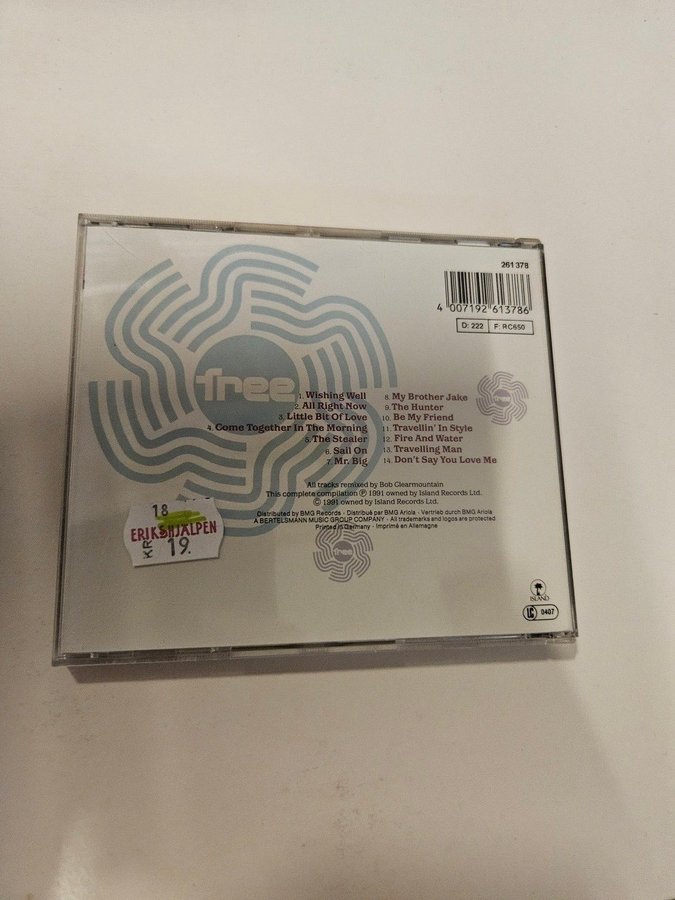 261 378
4 007192 613786
D: 222 F: RC650
free
1. Wishing Well
2. All Right Now
3. Little Bit Of Love
4. Come Together In The Morning
5. The Stealer
6. Sail On
7. Mr. Big
8. My Brother Jake
9. The Hunter
10. Be My Friend
11. Travellin' In Style
12. Fire And Water
13. Travelling Man
14. Don't Say You Love Me
free
All tracks remixed by Bob Clearmountain
This complete compilation Ⓟ 1991 owned by Island Records Ltd.
© 1991 owned by Island Records Ltd.
Distributed by BMG Records · Distribué par BMG Ariola · Vertrieb durch BMG Ariola
A BERTELSMANN MUSIC GROUP COMPANY · All trademarks and logos are protected
Printed in Germany · Imprimé en Allemagne
free
18
ERIKSHJÄLPEN
KR 19.
ISLAND
LC 0407